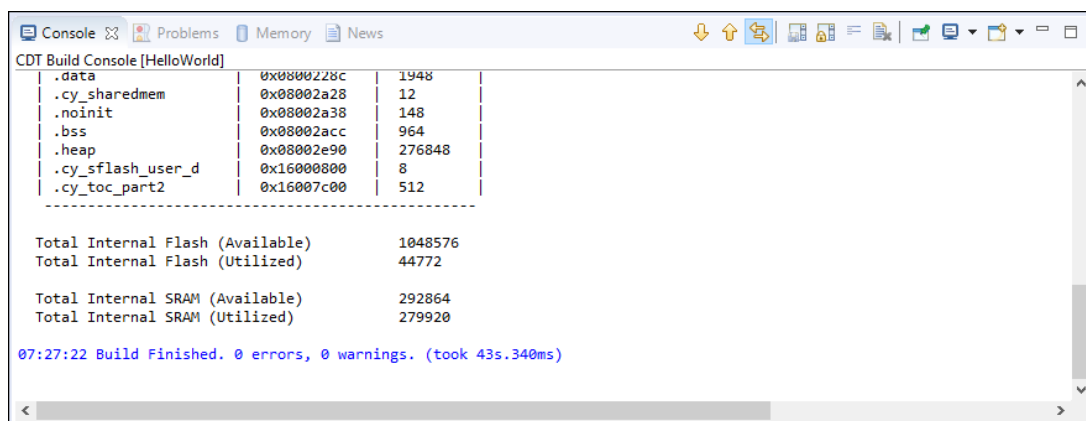 Console Problems Memory News
CDT Build Console [HelloWorld]
| .data | 0x0800228c | 1948 |
| .cy_sharedmem | 0x08002a28 | 12 |
| .noinit | 0x08002a38 | 148 |
| .bss | 0x08002acc | 964 |
| .heap | 0x08002e90 | 276848 |
| .cy_sflash_user_d | 0x16000800 | 8 |
| .cy_toc_part2 | 0x16007c00 | 512 |
--------------------------------------------------
Total Internal Flash (Available) 1048576
Total Internal Flash (Utilized) 44772
Total Internal SRAM (Available) 292864
Total Internal SRAM (Utilized) 279920
07:27:22 Build Finished. 0 errors, 0 warnings. (took 43s.340ms)